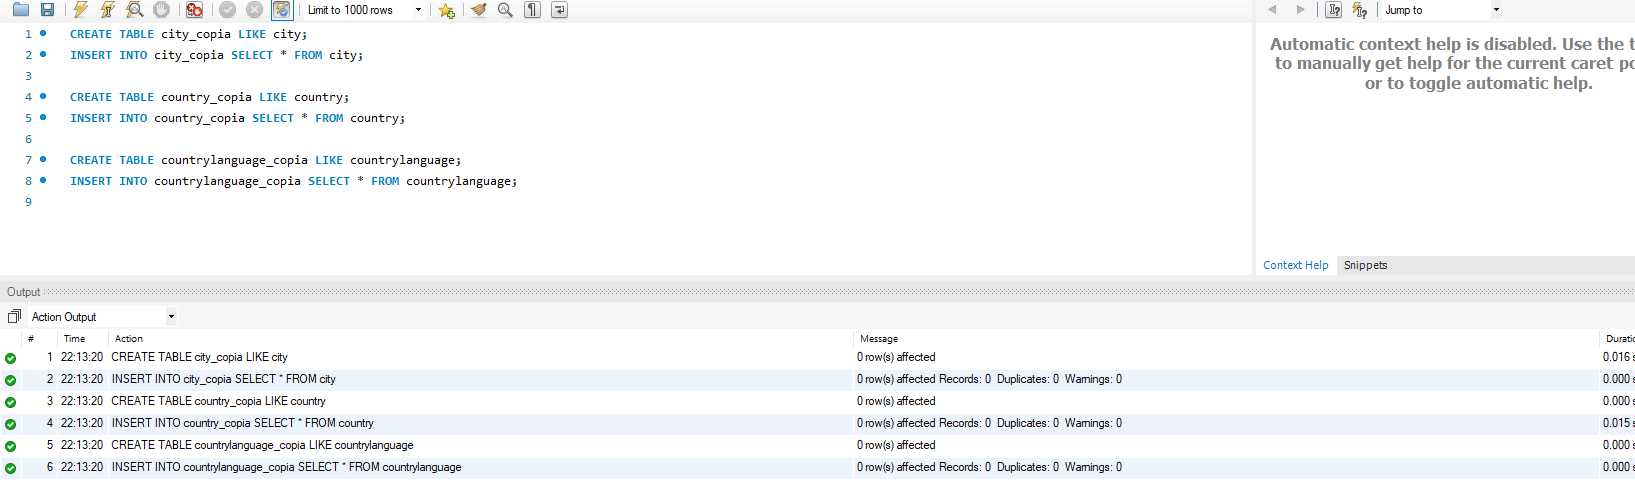 Limit to 1000 rows
Jump to
1 CREATE TABLE city_copia LIKE city;
2 INSERT INTO city_copia SELECT * FROM city;
3
4 CREATE TABLE country_copia LIKE country;
5 INSERT INTO country_copia SELECT * FROM country;
6
7 CREATE TABLE countrylanguage_copia LIKE countrylanguage;
8 INSERT INTO countrylanguage_copia SELECT * FROM countrylanguage;
9
Automatic context help is disabled. Use the
to manually get help for the current caret
or to toggle automatic help.
Context Help Snippets
Output
Action Output
# Time Action Message
1 22:13:20 CREATE TABLE city_copia LIKE city 0 row(s) affected 0.016
2 22:13:20 INSERT INTO city_copia SELECT * FROM city 0 row(s) affected Records: 0 Duplicates: 0 Warnings: 0 0.000
3 22:13:20 CREATE TABLE country_copia LIKE country 0 row(s) affected 0.000
4 22:13:20 INSERT INTO country_copia SELECT * FROM country 0 row(s) affected Records: 0 Duplicates: 0 Warnings: 0 0.015
5 22:13:20 CREATE TABLE countrylanguage_copia LIKE countrylanguage 0 row(s) affected 0.000
6 22:13:20 INSERT INTO countrylanguage_copia SELECT * FROM countrylanguage 0 row(s) affected Records: 0 Duplicates: 0 Warnings: 0 0.000